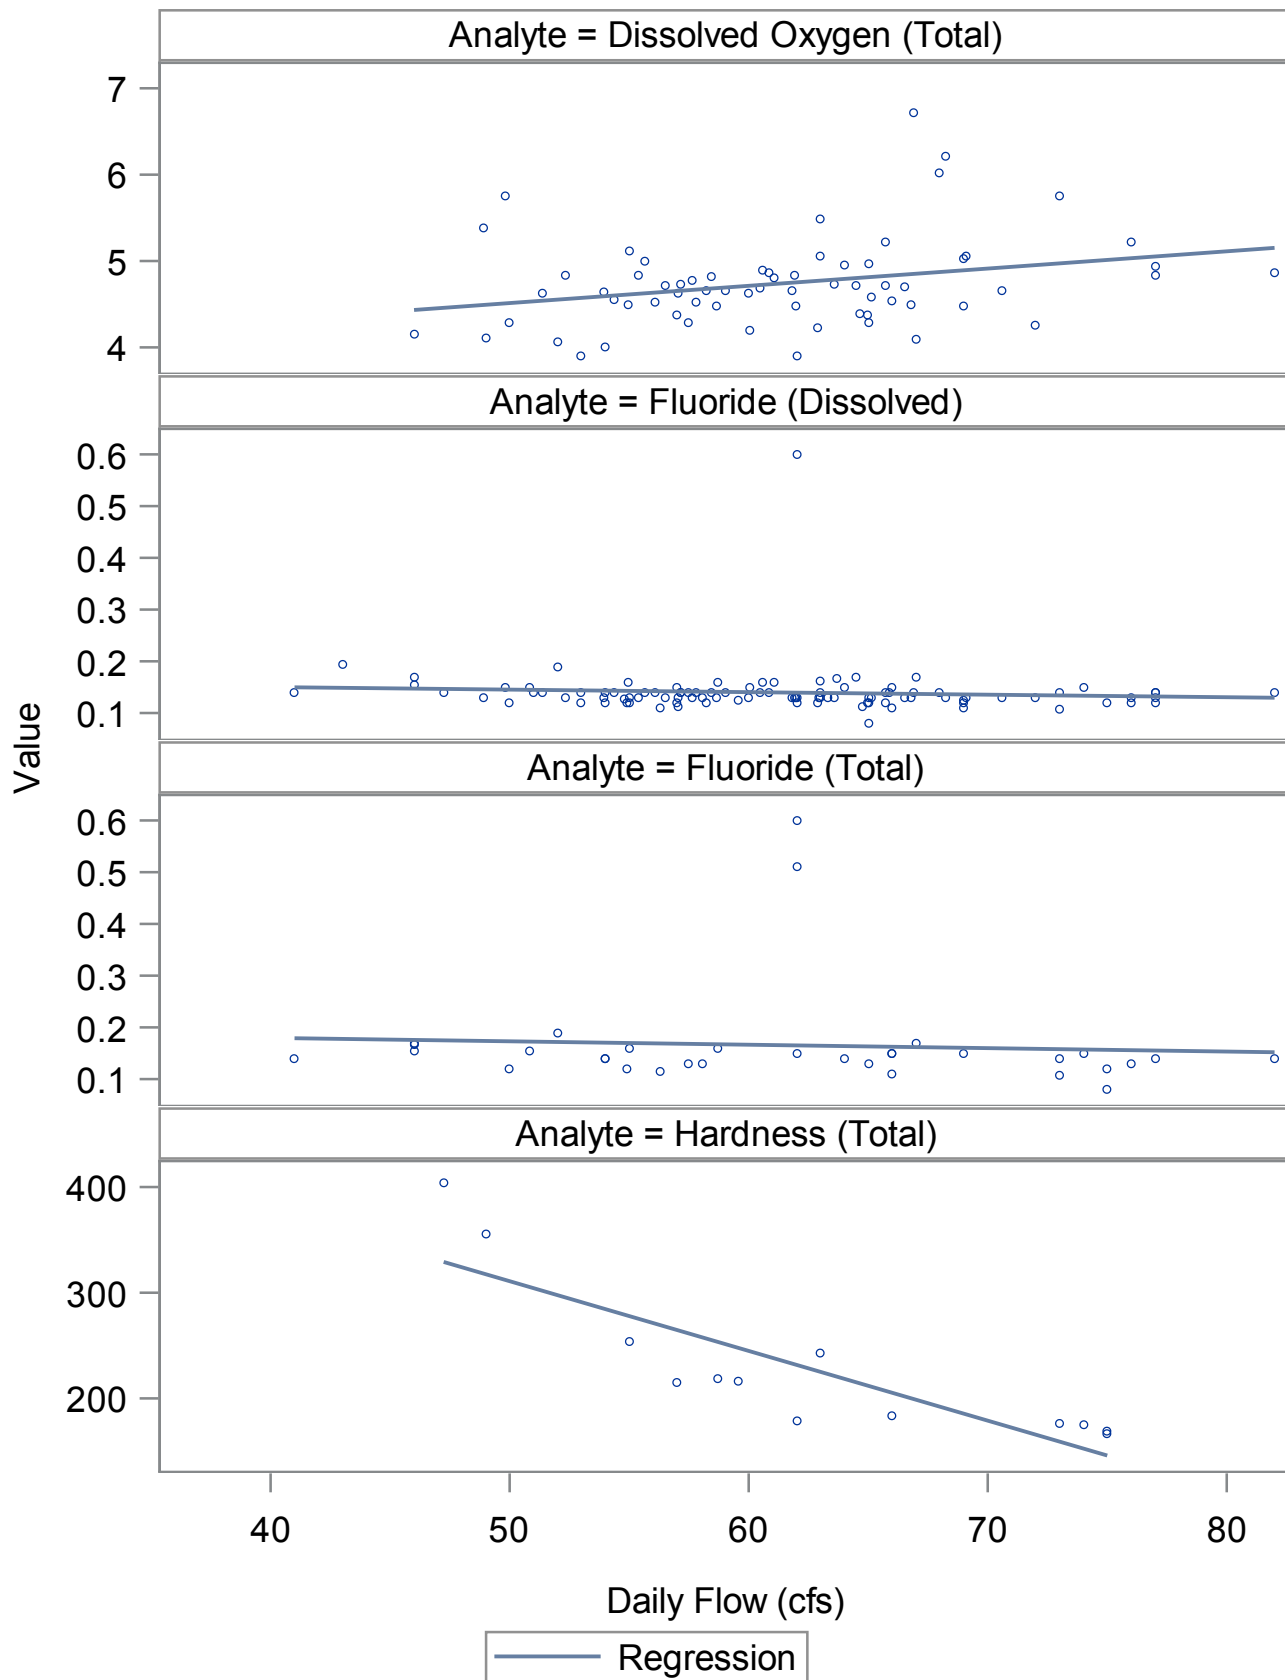 Analyte = Dissolved Oxygen (Total)
7
6
5
4
Analyte = Fluoride (Dissolved)
0.6
0.5
0.4
0.3
0.2
0.1
Value
Analyte = Fluoride (Total)
0.6
0.5
0.4
0.3
0.2
0.1
Analyte = Hardness (Total)
400
300
200
40 50 60 70 80
Daily Flow (cfs)
Regression